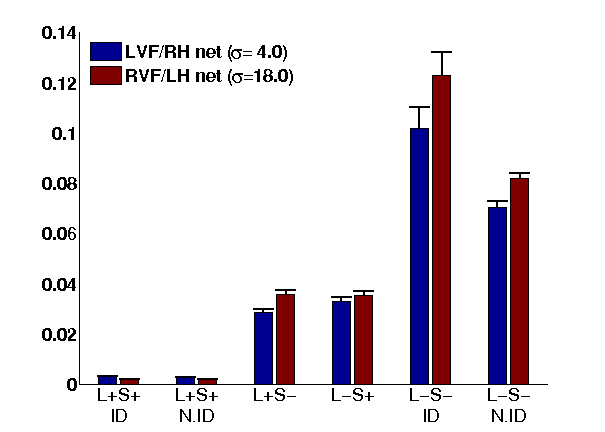 0.14
0.12
0.1
0.08
0.06
0.04
0.02
0
LVF/RH net (σ= 4.0)
RVF/LH net (σ=18.0)
L+S+ L+S+ L+S− L−S+ L−S− L−S−
ID N.ID ID N.ID